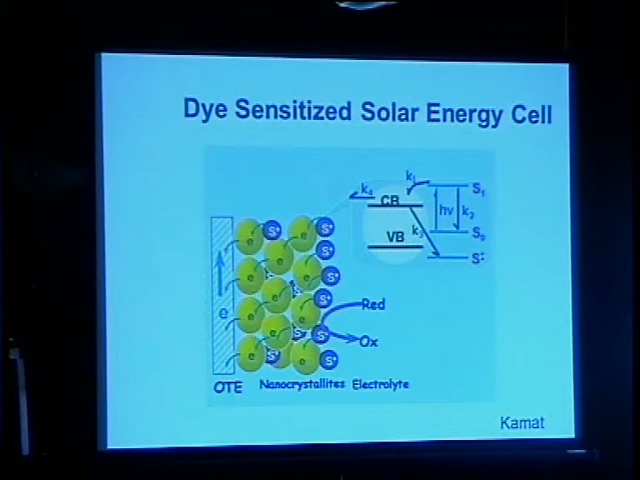 Dye Sensitized Solar Energy Cell
k₁
k₄
S₁
CB
hν
k₂
k₃
S₀
VB
S⁺
e
S⁺
e
S⁺
e
S⁺
e
e
S⁺
e
e
S⁺
Red
e
e
e
S⁺
S⁺
Ox
e
S⁺
e
S⁺
OTE
Nanocrystallites
Electrolyte
Kamat